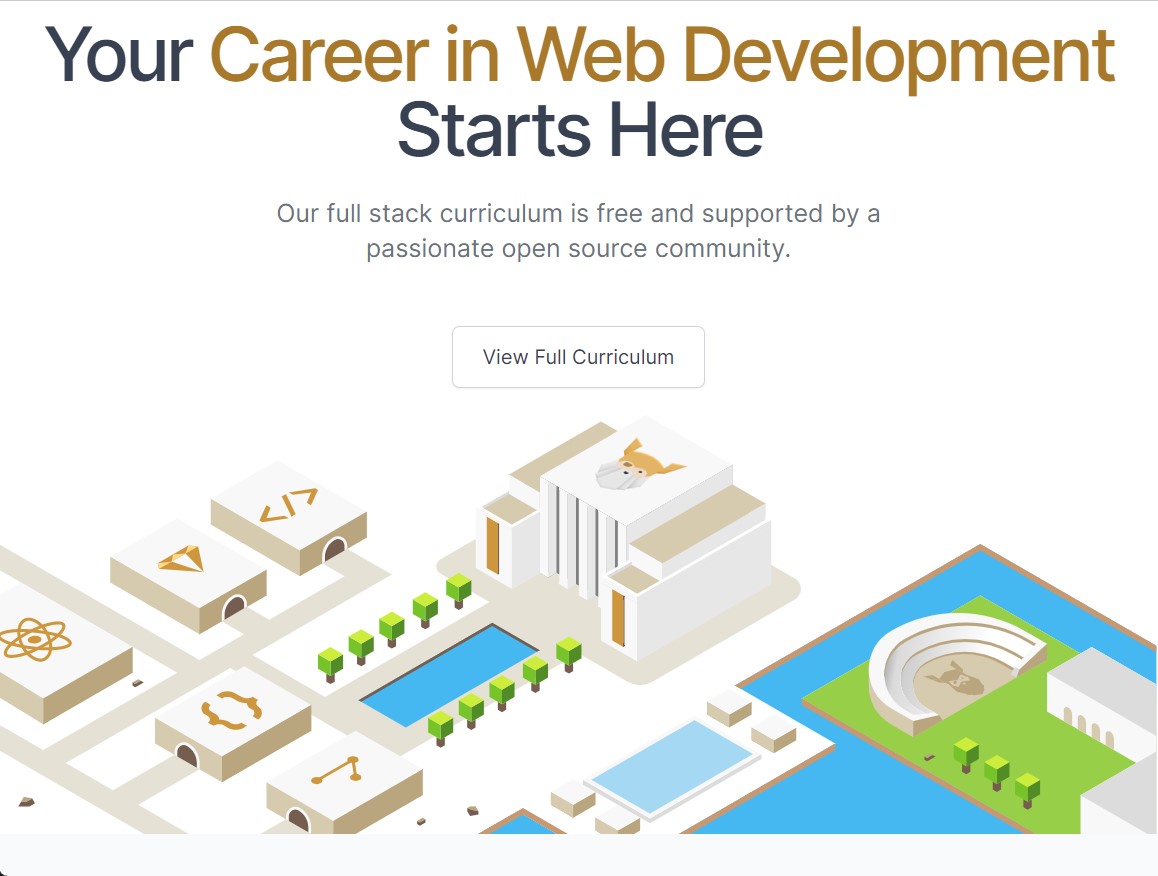 Your Career in Web Development
Starts Here
Our full stack curriculum is free and supported by a
passionate open source community.
View Full Curriculum